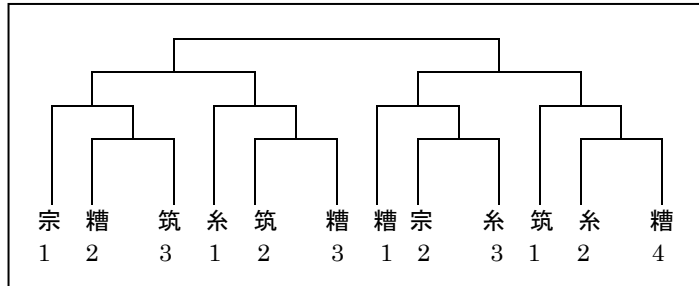 宗 糟 筑 糸 筑 糟 糟 宗 糸 筑 糸 糟
1 2 3 1 2 3 1 2 3 1 2 4